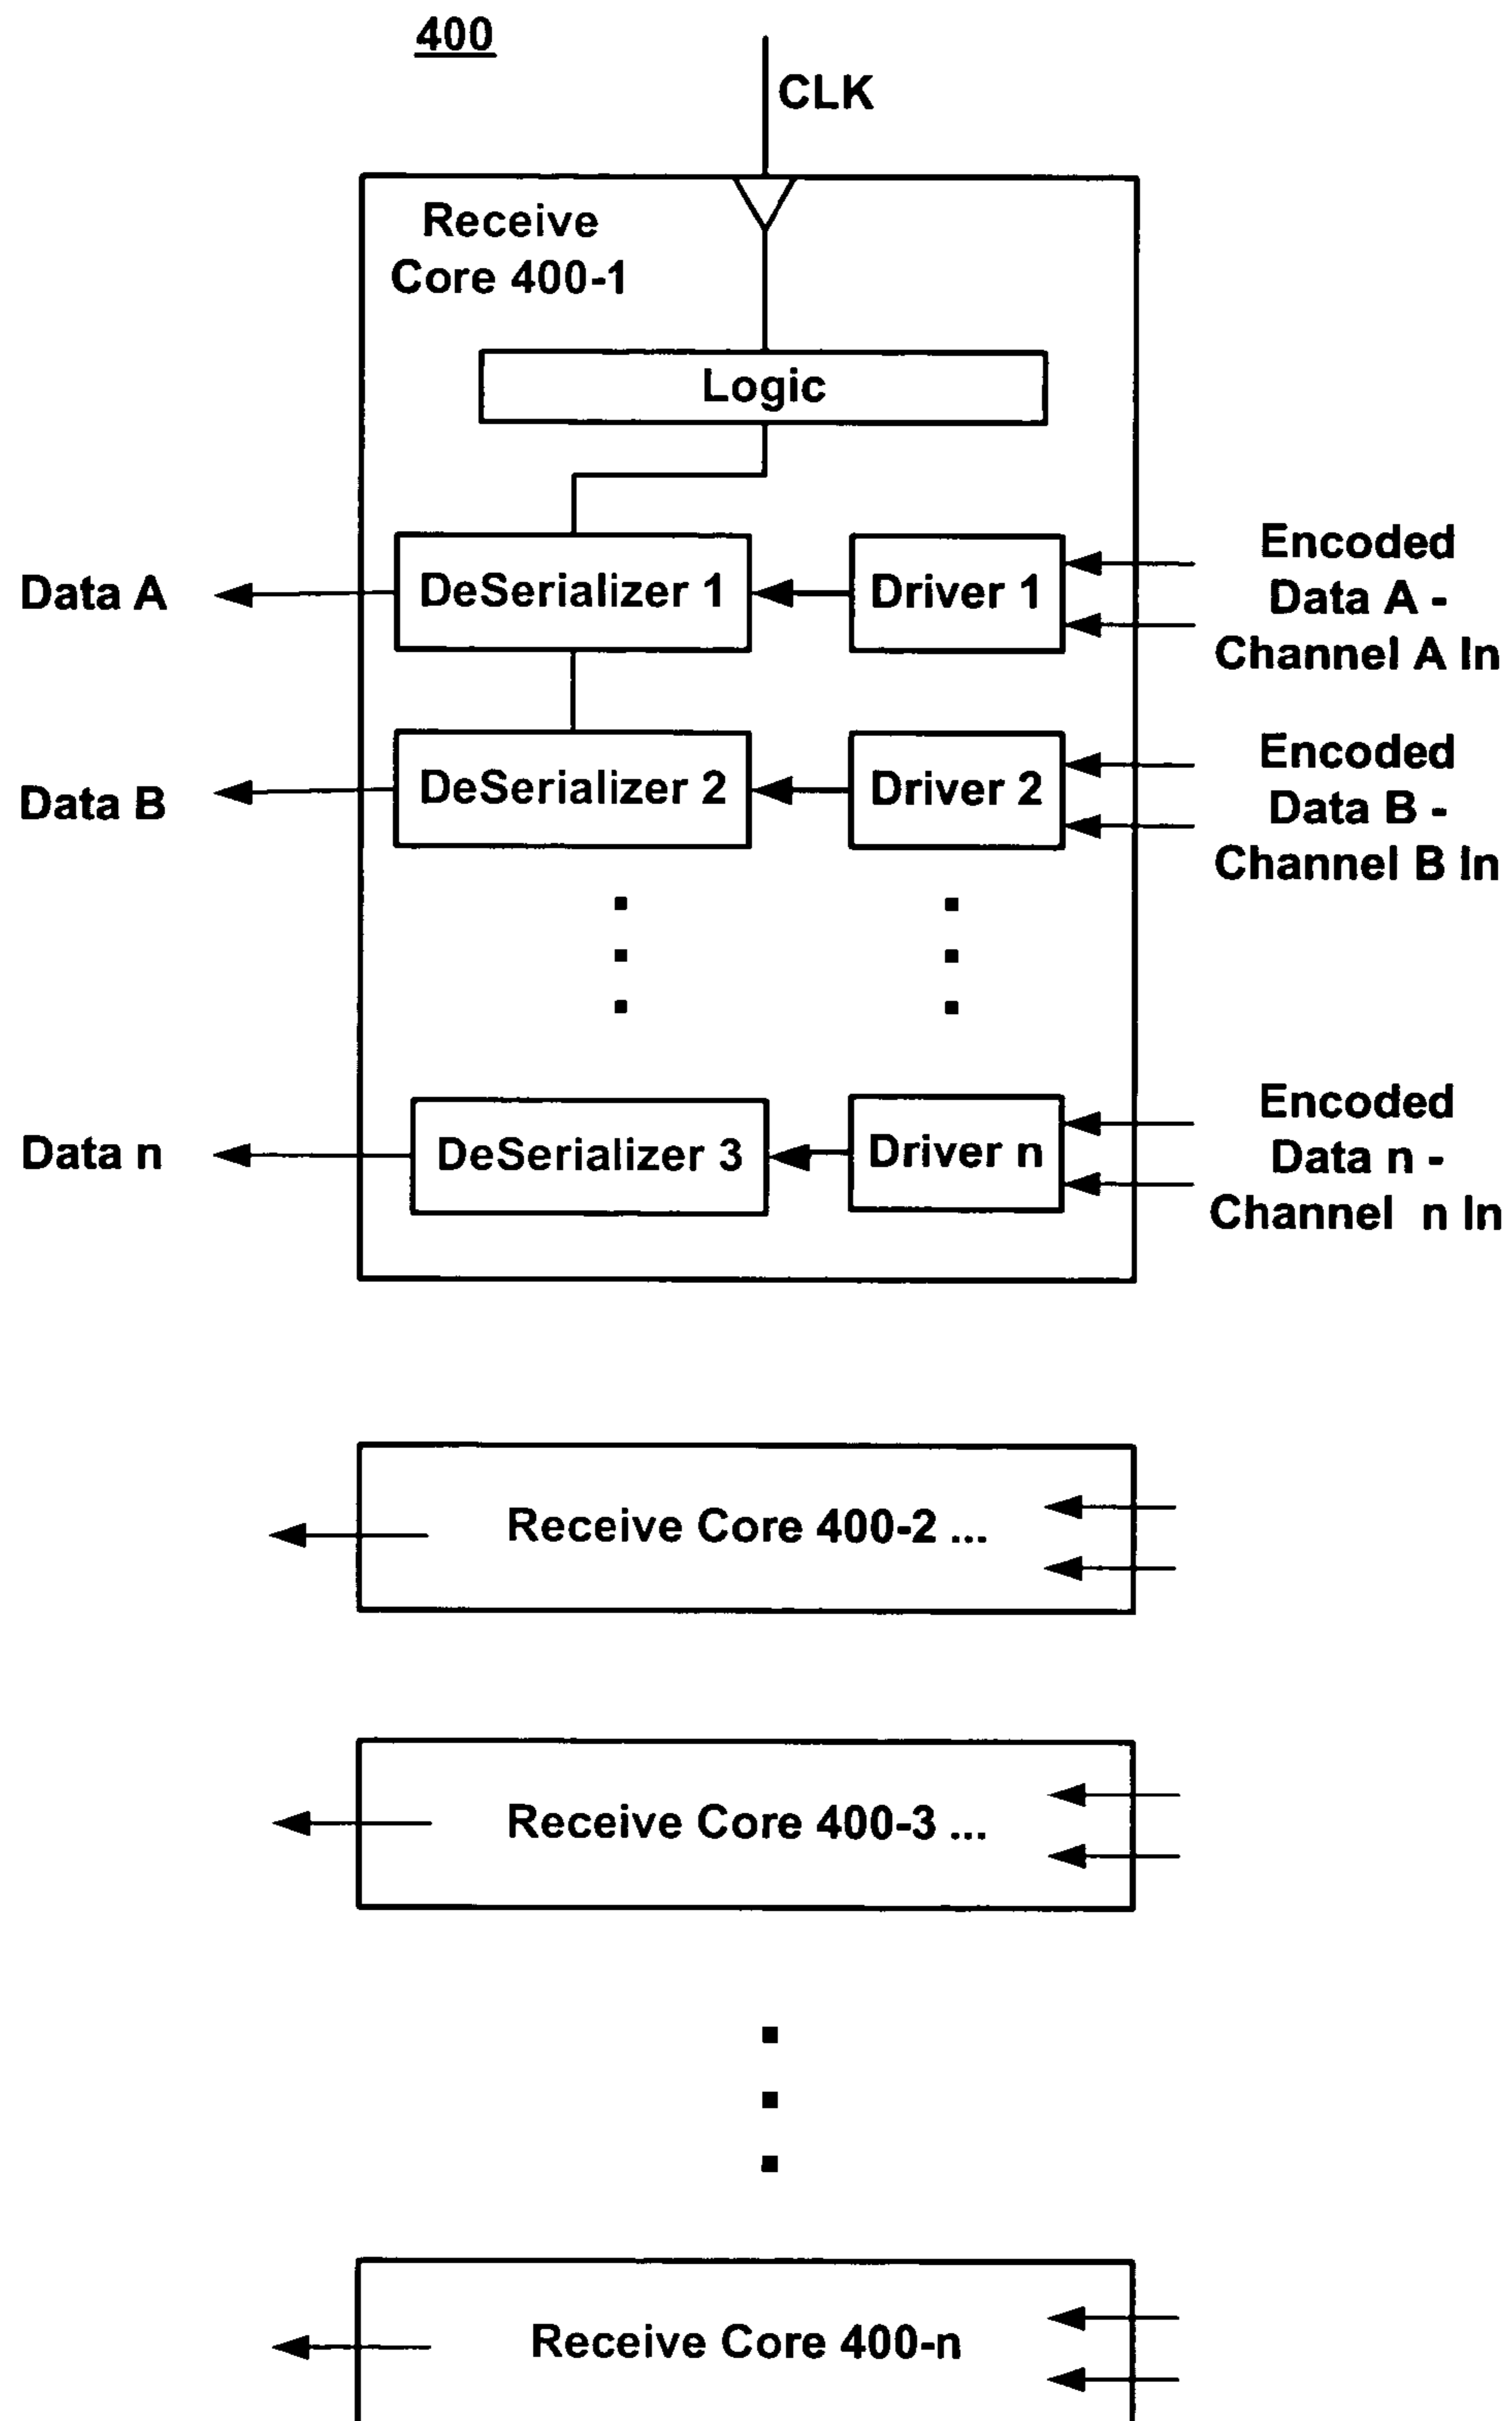 400
CLK
Receive
Core 400-1
Logic
Data A
DeSerializer 1
Driver 1
Encoded
Data A -
Channel A In
Data B
DeSerializer 2
Driver 2
Encoded
Data B -
Channel B In
Data n
DeSerializer 3
Driver n
Encoded
Data n -
Channel n In
Receive Core 400-2 ...
Receive Core 400-3 ...
Receive Core 400-n